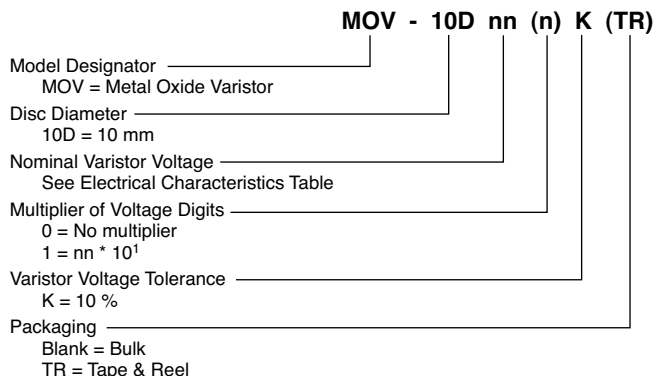 MOV - 10D nn (n) K (TR)
Model Designator
MOV = Metal Oxide Varistor
Disc Diameter
10D = 10 mm
Nominal Varistor Voltage
See Electrical Characteristics Table
Multiplier of Voltage Digits
0 = No multiplier
1 = nn * 10¹
Varistor Voltage Tolerance
K = 10 %
Packaging
Blank = Bulk
TR = Tape & Reel